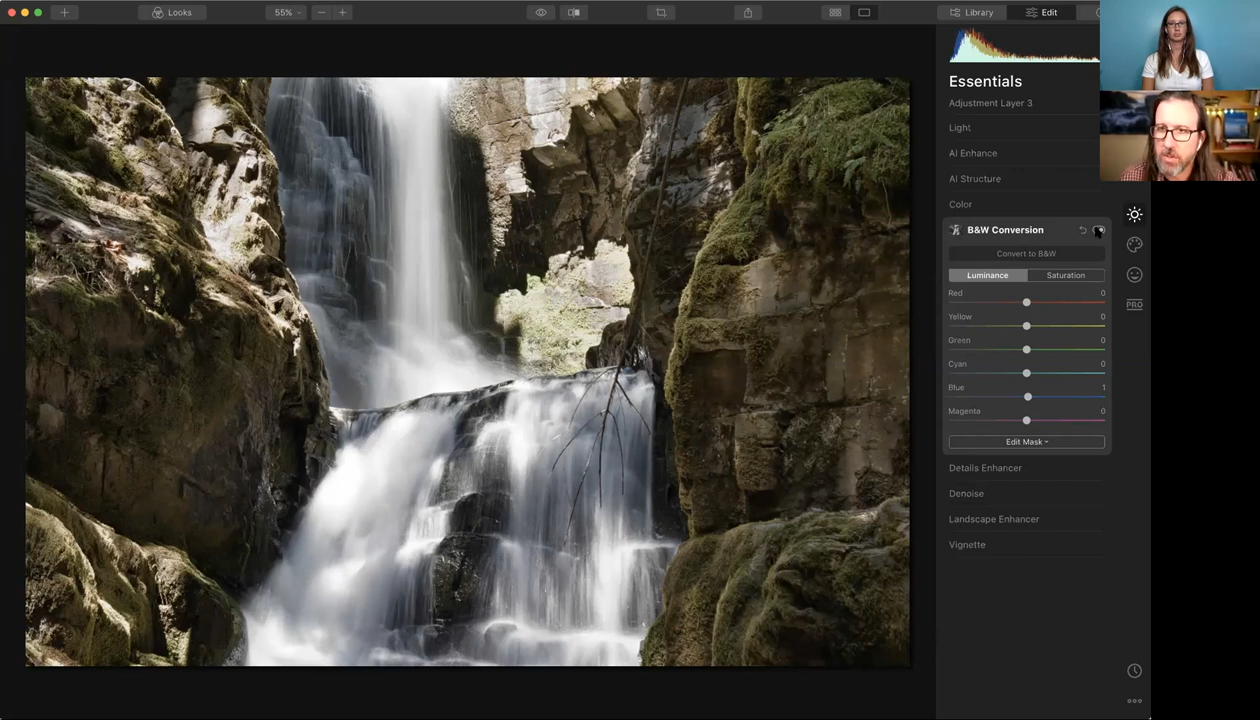 Looks
55%
Library
Edit
Essentials
Adjustment Layer 3
Light
AI Enhance
AI Structure
Color
B&W Conversion
Convert to B&W
Luminance
Saturation
Red 0
Yellow 0
Green 0
Cyan 0
Blue 1
Magenta 0
Edit Mask
Details Enhancer
Denoise
Landscape Enhancer
Vignette
PRO